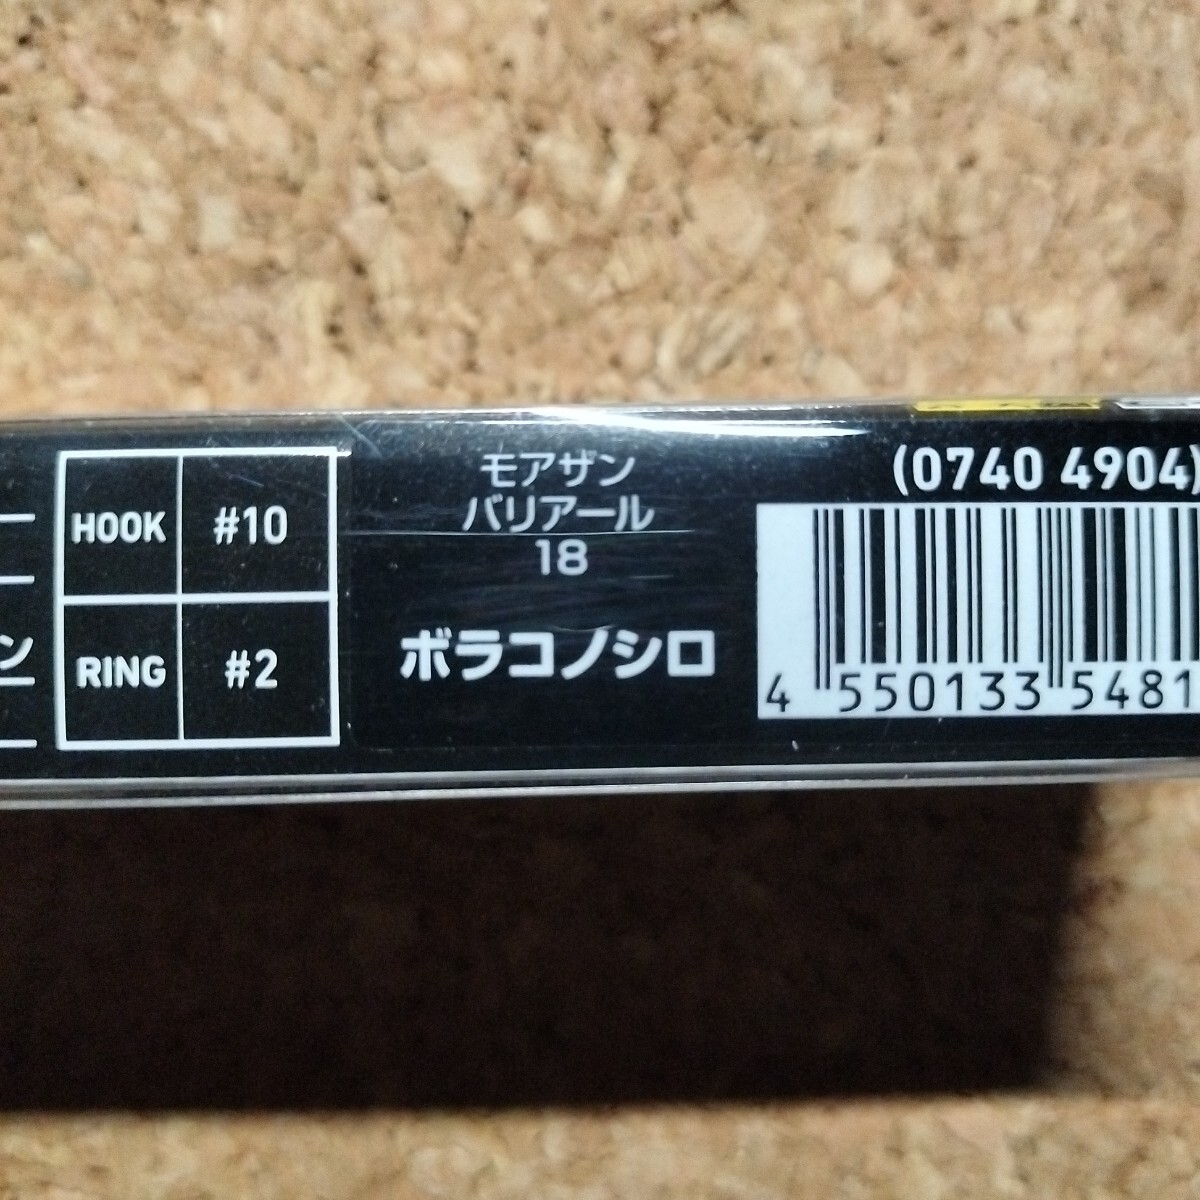 HOOK #10
RING #2
ン
モアザン
バリアール
18
ボラコノシロ
(0740 4904)
4 550133 5481